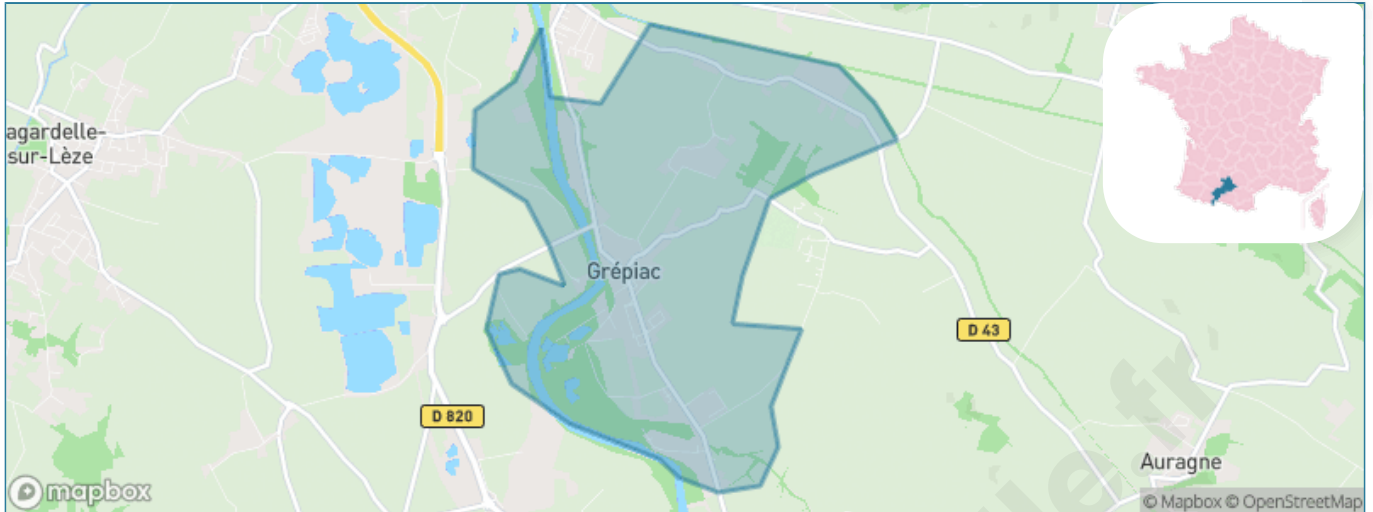 agardelle-
sur-Lèze
Grépiac
D 43
D 820
Auragne
mapbox
© Mapbox © OpenStreetMap